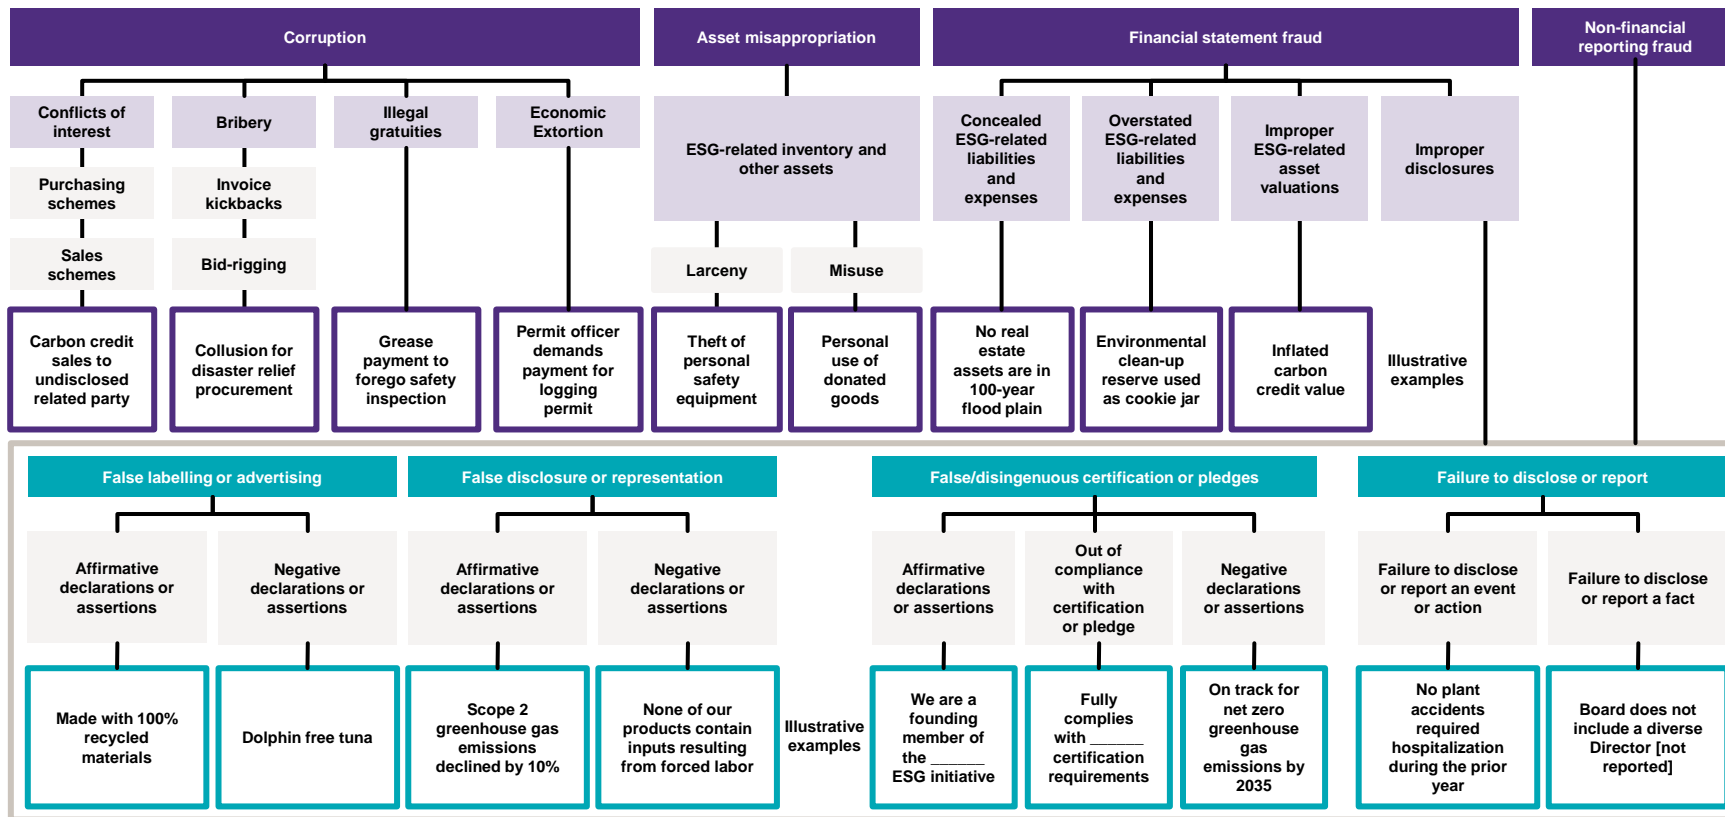 Corruption
Asset misappropriation
Financial statement fraud
Non-financial
reporting fraud
Conflicts of
interest
Bribery
Illegal
gratuities
Economic
Extortion
ESG-related inventory and
other assets
Concealed
ESG-related
liabilities
and
expenses
Overstated
ESG-related
liabilities
and
expenses
Improper
ESG-related
asset
valuations
Improper
disclosures
Purchasing
schemes
Invoice
kickbacks
Sales
schemes
Bid-rigging
Larceny
Misuse
Carbon credit
sales to
undisclosed
related party
Collusion for
disaster relief
procurement
Grease
payment to
forego safety
inspection
Permit officer
demands
payment for
logging
permit
Theft of
personal
safety
equipment
Personal
use of
donated
goods
No real
estate
assets are in
100-year
flood plain
Environmental
clean-up
reserve used
as cookie jar
Inflated
carbon
credit value
Illustrative
examples
False labelling or advertising
False disclosure or representation
False/disingenuous certification or pledges
Failure to disclose or report
Affirmative
declarations or
assertions
Negative
declarations or
assertions
Affirmative
declarations or
assertions
Negative
declarations or
assertions
Affirmative
declarations
or assertions
Out of
compliance
with
certification
or pledge
Negative
declarations
or assertions
Failure to disclose
or report an event
or action
Failure to disclose
or report a fact
Made with 100%
recycled
materials
Dolphin free tuna
Scope 2
greenhouse gas
emissions
declined by 10%
None of our
products contain
inputs resulting
from forced labor
Illustrative
examples
We are a
founding
member of
the ______
ESG initiative
Fully
complies
with ______
certification
requirements
On track for
net zero
greenhouse
gas
emissions by
2035
No plant
accidents
required
hospitalization
during the prior
year
Board does not
include a diverse
Director [not
reported]